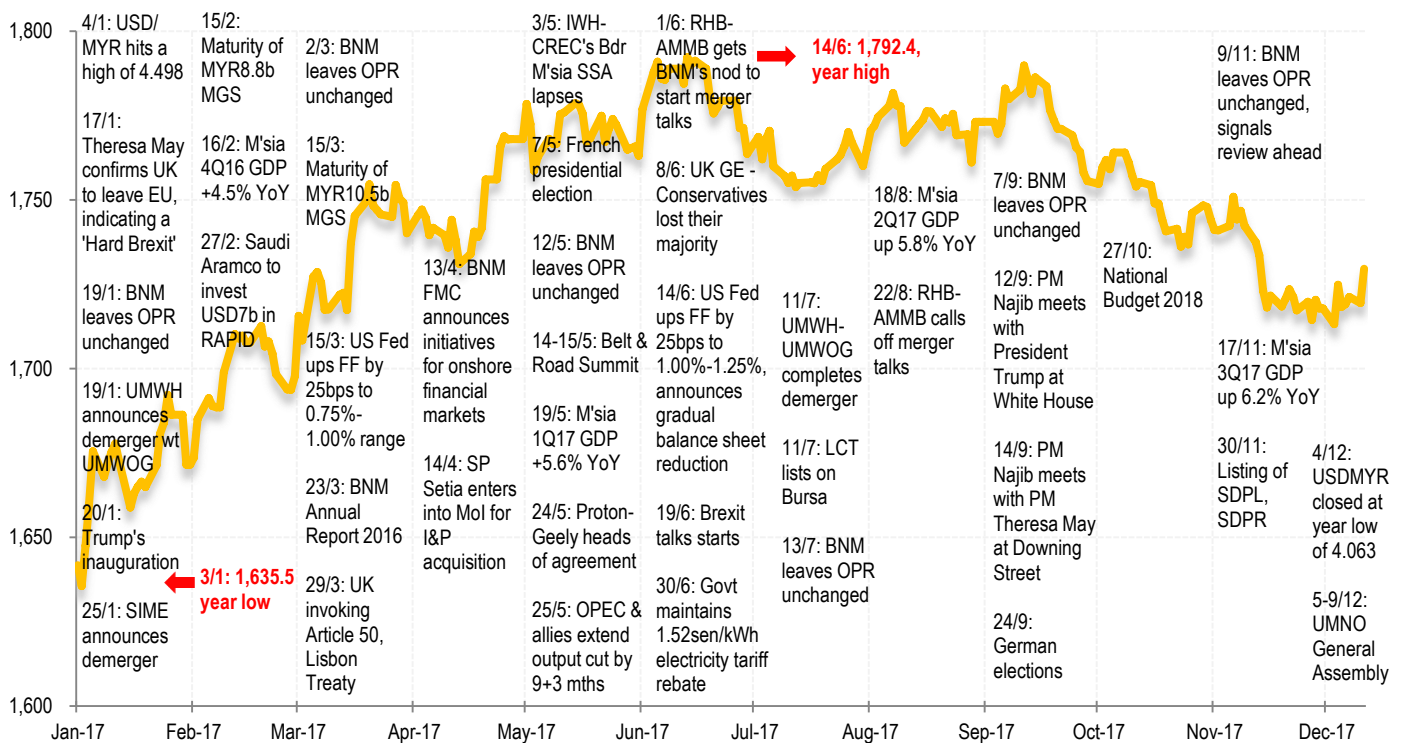 1,800
1,750
1,700
1,650
1,600
4/1: USD/
MYR hits a
high of 4.498
17/1:
Theresa May
confirms UK
to leave EU,
indicating a
'Hard Brexit'
19/1: BNM
leaves OPR
unchanged
19/1: UMWH
announces
demerger wt
UMWOG
20/1:
Trump's
inauguration
25/1: SIME
announces
demerger
3/1: 1,635.5
year low
15/2:
Maturity of
MYR8.8b
MGS
16/2: M'sia
4Q16 GDP
+4.5% YoY
27/2: Saudi
Aramco to
invest
USD7b in
RAPID
2/3: BNM
leaves OPR
unchanged
15/3:
Maturity of
MYR10.5b
MGS
15/3: US Fed
ups FF by
25bps to
0.75%-
1.00% range
23/3: BNM
Annual
Report 2016
29/3: UK
invoking
Article 50,
Lisbon
Treaty
13/4: BNM
FMC
announces
initiatives
for onshore
financial
markets
14/4: SP
Setia enters
into MoI for
I&P
acquisition
3/5: IWH-
CREC's Bdr
M'sia SSA
lapses
7/5: French
presidential
election
12/5: BNM
leaves OPR
unchanged
14-15/5: Belt &
Road Summit
19/5: M'sia
1Q17 GDP
+5.6% YoY
24/5: Proton-
Geely heads
of agreement
25/5: OPEC &
allies extend
output cut by
9+3 mths
1/6: RHB-
AMMB gets
BNM's nod to
start merger
talks
8/6: UK GE -
Conservatives
lost their
majority
14/6: US Fed
ups FF by
25bps to
1.00%-1.25%,
announces
gradual
balance sheet
reduction
19/6: Brexit
talks starts
30/6: Govt
maintains
1.52sen/kWh
electricity tariff
rebate
14/6: 1,792.4,
year high
11/7:
UMWH-
UMWOG
completes
demerger
11/7: LCT
lists on
Bursa
13/7: BNM
leaves OPR
unchanged
18/8: M'sia
2Q17 GDP
up 5.8% YoY
22/8: RHB-
AMMB calls
off merger
talks
7/9: BNM
leaves OPR
unchanged
12/9: PM
Najib meets
with
President
Trump at
White House
14/9: PM
Najib meets
with PM
Theresa May
at Downing
Street
24/9:
German
elections
27/10:
National
Budget 2018
9/11: BNM
leaves OPR
unchanged,
signals
review ahead
17/11: M'sia
3Q17 GDP
up 6.2% YoY
30/11:
Listing of
SDPL,
SDPR
4/12:
USDMYR
closed at
year low
of 4.063
5-9/12:
UMNO
General
Assembly
Jan-17
Feb-17
Mar-17
Apr-17
May-17
Jun-17
Jul-17
Aug-17
Sep-17
Oct-17
Nov-17
Dec-17